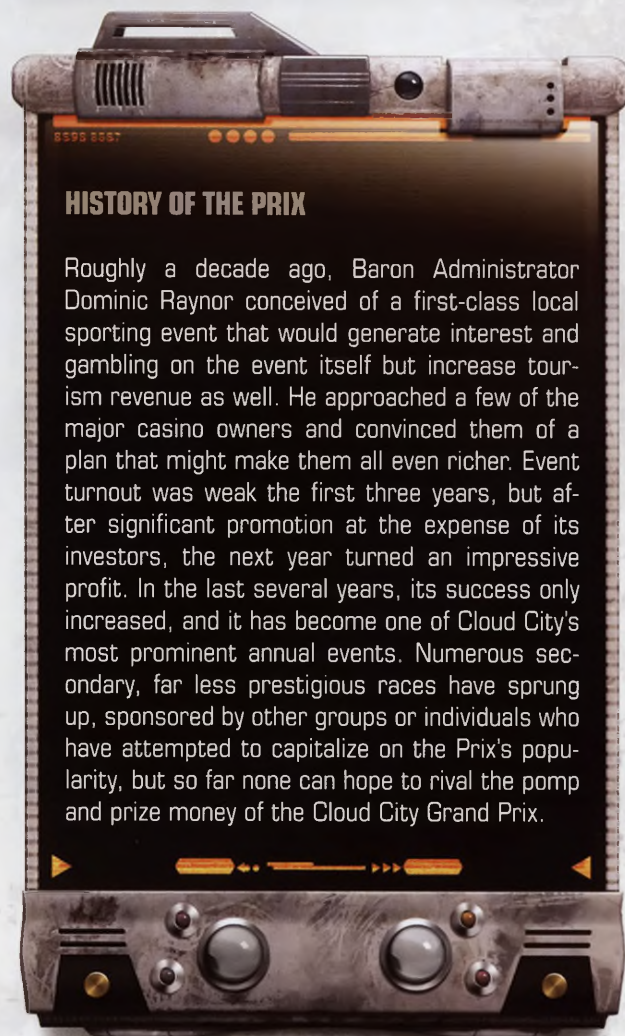 8598 8887
HISTORY OF THE PRIX
Roughly a decade ago, Baron Administrator
Dominic Raynor conceived of a first-class local
sporting event that would generate interest and
gambling on the event itself but increase tour-
ism revenue as well. He approached a few of the
major casino owners and convinced them of a
plan that might make them all even richer. Event
turnout was weak the first three years, but af-
ter significant promotion at the expense of its
investors, the next year turned an impressive
profit. In the last several years, its success only
increased, and it has become one of Cloud City's
most prominent annual events. Numerous sec-
ondary, far less prestigious races have sprung
up, sponsored by other groups or individuals who
have attempted to capitalize on the Prix's popu-
larity, but so far none can hope to rival the pomp
and prize money of the Cloud City Grand Prix.